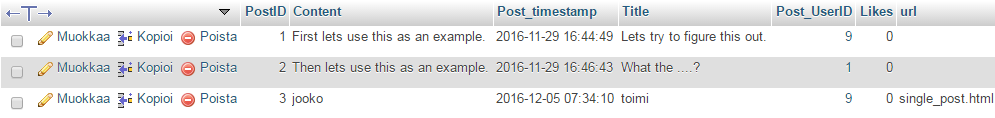 PostID Content Post_timestamp Title Post_UserID Likes url
Muokkaa Kopioi Poista 1 First lets use this as an example. 2016-11-29 16:44:49 Lets try to figure this out. 9 0
Muokkaa Kopioi Poista 2 Then lets use this as an example. 2016-11-29 16:46:43 What the ....? 1 0
Muokkaa Kopioi Poista 3 jooko 2016-12-05 07:34:10 toimi 9 0 single_post.html